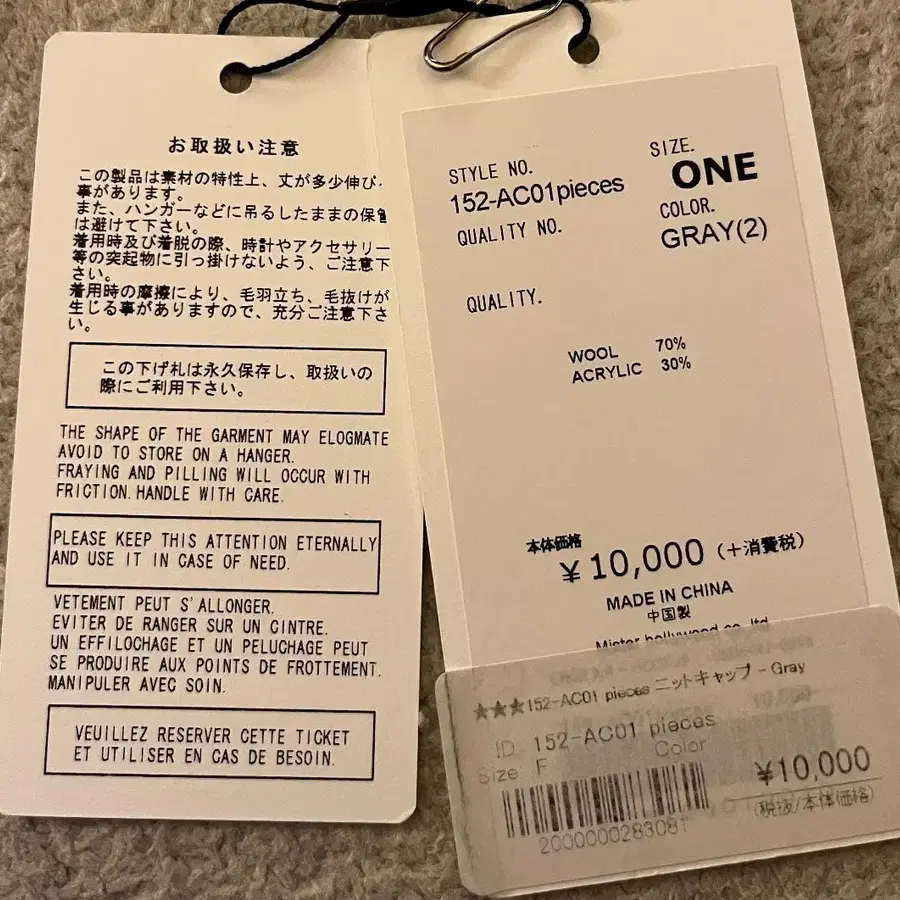 お取扱い注意
この製品は素材の特性上、丈が多少伸び
事があります。
また、ハンガーなどに吊るしたままの保管
は避けて下さい。
着用時及び着脱の際、時計やアクセサリー
等の突起物に引っ掛けないよう、ご注意下
さい。
着用時の摩擦により、毛羽立ち、毛抜けが
生じる事がありますので、充分ご注意下さ
い。
この下げ札は永久保存し、取扱いの
際にご利用下さい。
THE SHAPE OF THE GARMENT MAY ELOGMATE
AVOID TO STORE ON A HANGER.
FRAYING AND PILLING WILL OCCUR WITH
FRICTION. HANDLE WITH CARE.
PLEASE KEEP THIS ATTENTION ETERNALLY
AND USE IT IN CASE OF NEED.
VETEMENT PEUT S'ALLONGER.
EVITER DE RANGER SUR UN CINTRE.
UN EFFILOCHAGE ET UN PELUCHAGE PEUT
SE PRODUIRE AUX POINTS DE FROTTEMENT.
MANIPULER AVEC SOIN.
VEUILLEZ RESERVER CETTE TICKET
ET UTILISER EN CAS DE BESOIN.
STYLE NO.
152-AC01pieces
SIZE.
ONE
QUALITY NO.
COLOR.
GRAY(2)
QUALITY.
WOOL 70%
ACRYLIC 30%
本体価格 ¥10,000 (+消費税)
MADE IN CHINA
中国製
Mister hollywood co.,ltd
★★★152-AC01 pieces ニットキャップ - Gray
ID 152-AC01 pieces
Size F Color
¥10,000
(税抜/本体価格)
2000000283081